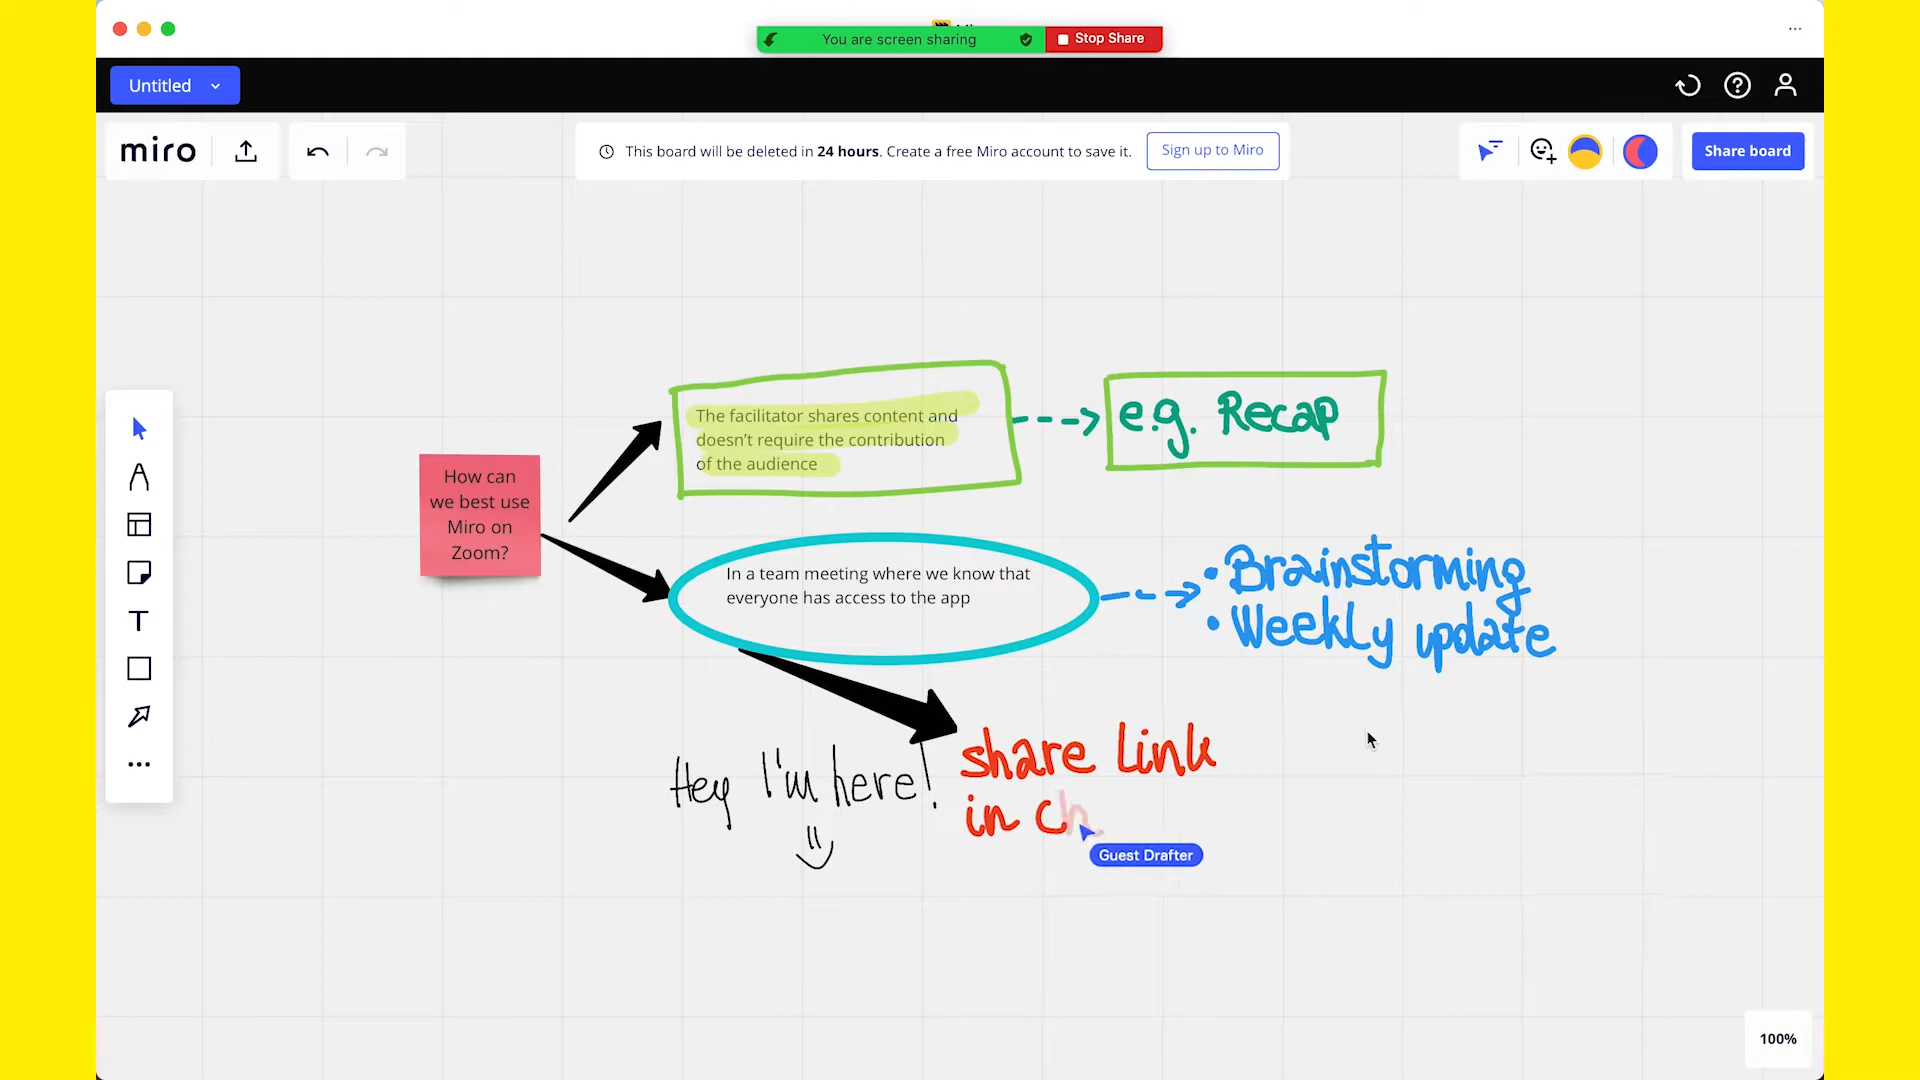 You are screen sharing
Stop Share
Untitled
miro
This board will be deleted in 24 hours. Create a free Miro account to save it.
Sign up to Miro
Share board
The facilitator shares content and
doesn't require the contribution
of the audience
e.g. Recap
How can
we best use
Miro on
Zoom?
In a team meeting where we know that
everyone has access to the app
• Brainstorming
• Weekly update
Hey I'm here!
share link
in ch
Guest Drafter
100%